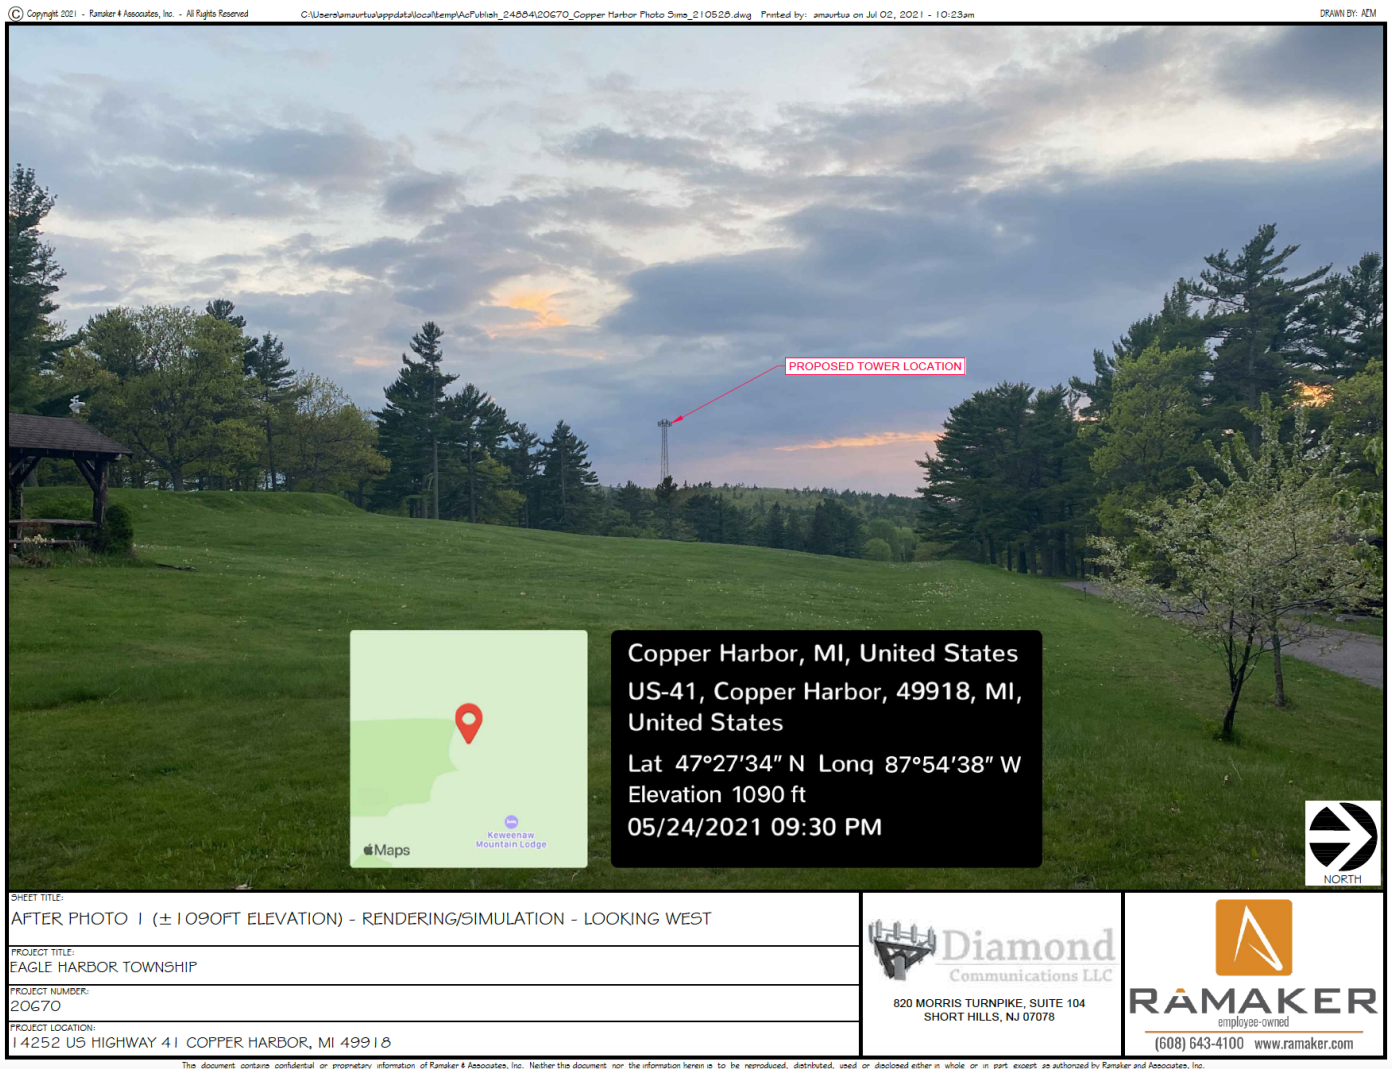 © Copyright 2021 - Ramaker & Associates, Inc. - All Rights Reserved
C:\Users\amaurtua\appdata\local\temp\AcPublish_24884\20670_Copper Harbor Photo Sims_210528.dwg Printed by: amaurtua on Jul 02, 2021 - 10:23am
DRAWN BY: AEM
PROPOSED TOWER LOCATION
Copper Harbor, MI, United States
US-41, Copper Harbor, 49918, MI,
United States
Lat 47°27'34" N Long 87°54'38" W
Elevation 1090 ft
05/24/2021 09:30 PM
Keweenaw
Mountain Lodge
Maps
NORTH
SHEET TITLE:
AFTER PHOTO 1 (±1090FT ELEVATION) - RENDERING/SIMULATION - LOOKING WEST
PROJECT TITLE:
EAGLE HARBOR TOWNSHIP
PROJECT NUMBER:
20670
PROJECT LOCATION:
14252 US HIGHWAY 41 COPPER HARBOR, MI 49918
Diamond
Communications LLC
820 MORRIS TURNPIKE, SUITE 104
SHORT HILLS, NJ 07078
RAMAKER
employee-owned
(608) 643-4100 www.ramaker.com
This document contains confidential or proprietary information of Ramaker & Associates, Inc. Neither this document nor the information herein is to be reproduced, distributed, used or disclosed either in whole or in part except as authorized by Ramaker and Associates, Inc.